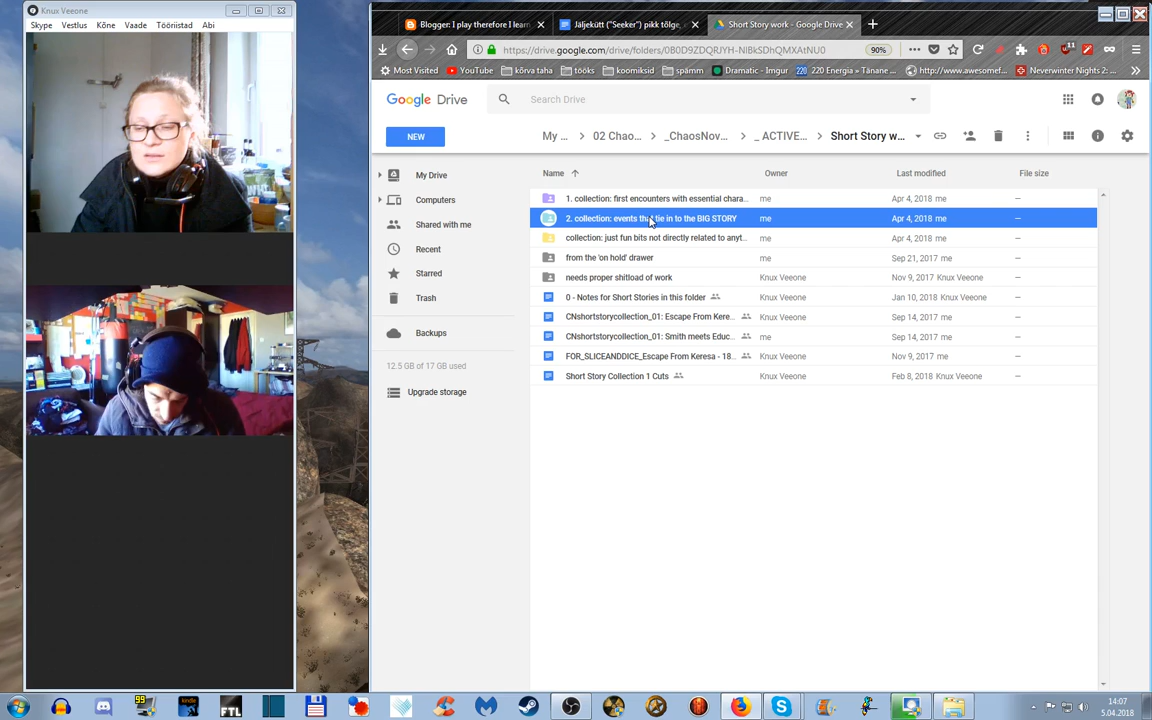 Knux Veeone
Skype Vestlus Kõne Vaade Tööriistad Abi
Blogger: I play therefore I learn
Jäljekütt ("Seeker") pikk tõlge,
Short Story work - Google Drive
https://drive.google.com/drive/folders/0B0D9ZDQRJYH-NlBkSDhQMXAtNU0
90%
11
Most Visited YouTube kõrva taha tööks koomiksid spämm Dramatic - Imgur 220 220 Energia » Tänane ... http://www.awesomef... Neverwinter Nights 2: ...
Google Drive
Search Drive
NEW
My ... 02 Chao... _ChaosNov... _ ACTIVE... Short Story w...
My Drive
Computers
Shared with me
Recent
Starred
Trash
Backups
12.5 GB of 17 GB used
Upgrade storage
Name Owner Last modified File size
1. collection: first encounters with essential chara... me Apr 4, 2018 me —
2. collection: events that tie in to the BIG STORY me Apr 4, 2018 me —
collection: just fun bits not directly related to anyt... me Apr 4, 2018 me —
from the 'on hold' drawer me Sep 21, 2017 me —
needs proper shitload of work Knux Veeone Nov 9, 2017 Knux Veeone —
0 - Notes for Short Stories in this folder Knux Veeone Jan 10, 2018 Knux Veeone —
CNshortstorycollection_01: Escape From Kere... Knux Veeone Sep 14, 2017 me —
CNshortstorycollection_01: Smith meets Educ... Knux Veeone Sep 14, 2017 me —
FOR_SLICEANDDICE_Escape From Keresa - 18... Knux Veeone Nov 9, 2017 me —
Short Story Collection 1 Cuts Knux Veeone Feb 8, 2018 Knux Veeone —
99
kindle
FTL
14:07
5.04.2018